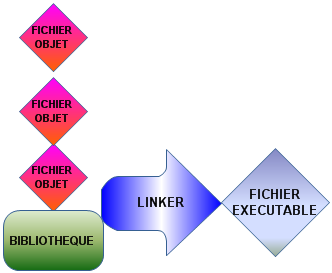 FICHIER
OBJET
FICHIER
OBJET
FICHIER
OBJET
BIBLIOTHEQUE
LINKER
FICHIER
EXECUTABLE